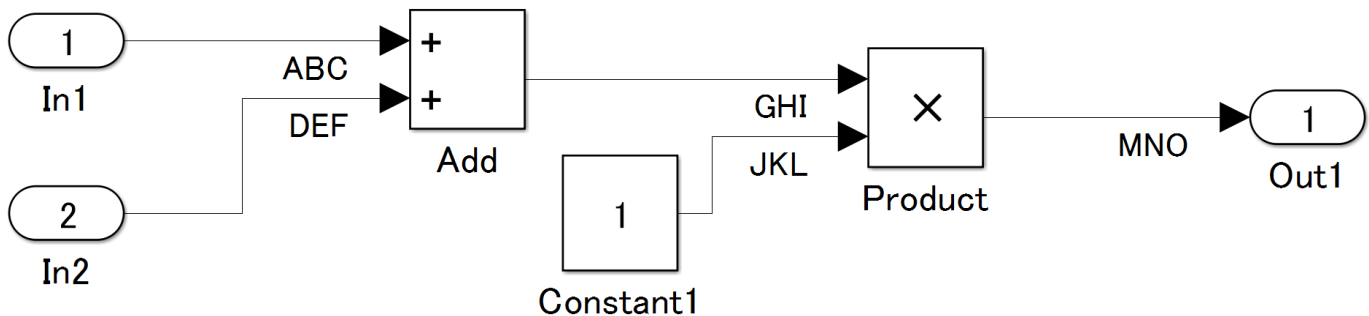 1
In1
ABC
+
+
DEF
Add
2
In2
GHI
JKL
×
Product
1
Constant1
MNO
1
Out1